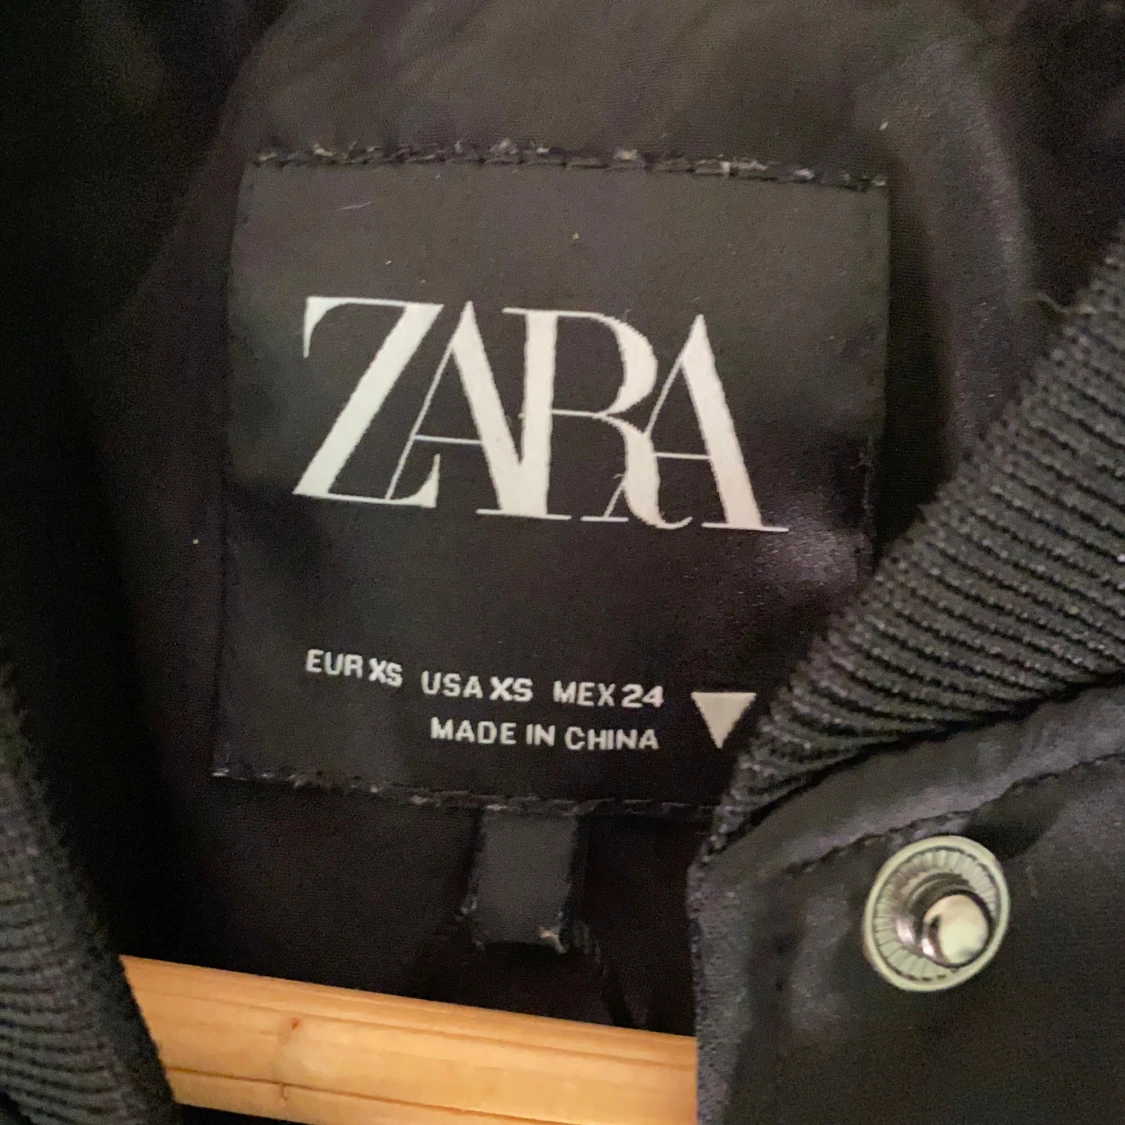 ZARA
EUR XS USA XS MEX 24
MADE IN CHINA